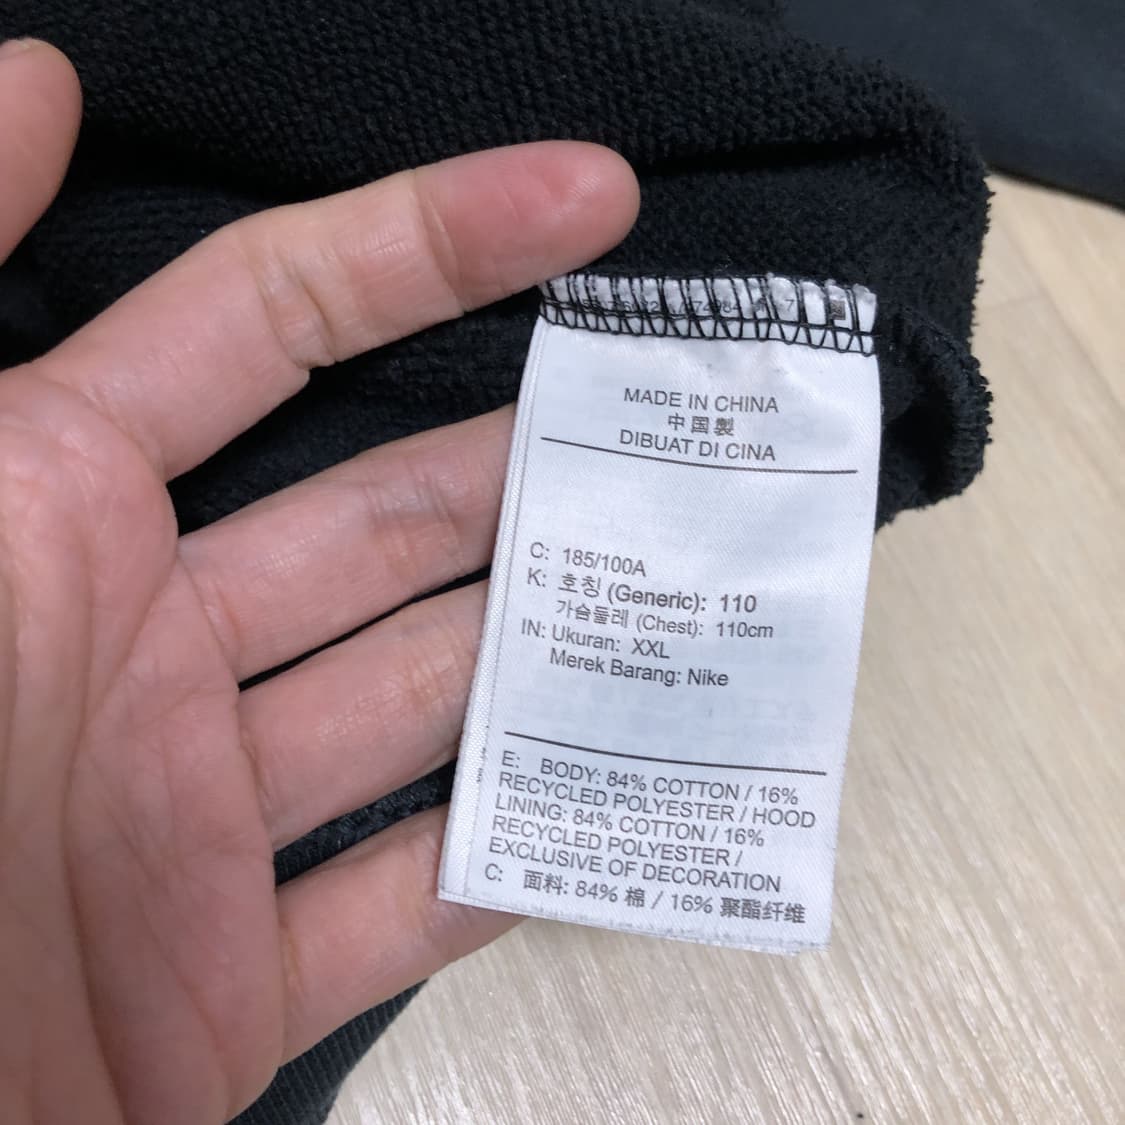 MADE IN CHINA
中国製
DIBUAT DI CINA
C: 185/100A
K: 호칭 (Generic): 110
가슴둘레 (Chest): 110cm
IN: Ukuran: XXL
Merek Barang: Nike
E: BODY: 84% COTTON / 16%
RECYCLED POLYESTER / HOOD
LINING: 84% COTTON / 16%
RECYCLED POLYESTER /
EXCLUSIVE OF DECORATION
C: 面料: 84% 棉 / 16% 聚酯纤维